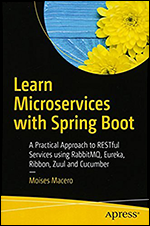 Learn
Microservices
with Spring Boot
A Practical Approach to RESTful
Services using RabbitMQ, Eureka,
Ribbon, Zuul and Cucumber
Moises Macero
Apress®